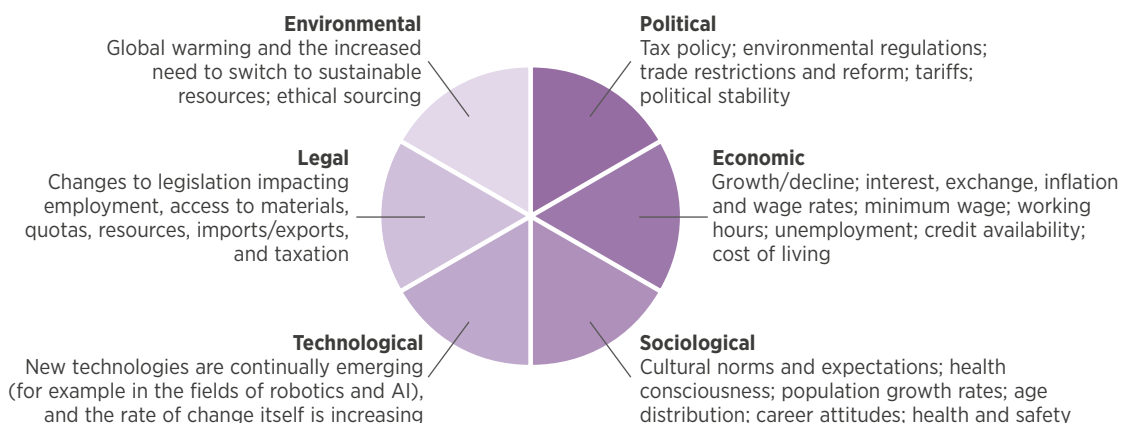 Environmental
Global warming and the increased
need to switch to sustainable
resources; ethical sourcing
Political
Tax policy; environmental regulations;
trade restrictions and reform; tariffs;
political stability
Legal
Changes to legislation impacting
employment, access to materials,
quotas, resources, imports/exports,
and taxation
Economic
Growth/decline; interest, exchange, inflation
and wage rates; minimum wage; working
hours; unemployment; credit availability;
cost of living
Technological
New technologies are continually emerging
(for example in the fields of robotics and AI),
and the rate of change itself is increasing
Sociological
Cultural norms and expectations; health
consciousness; population growth rates; age
distribution; career attitudes; health and safety